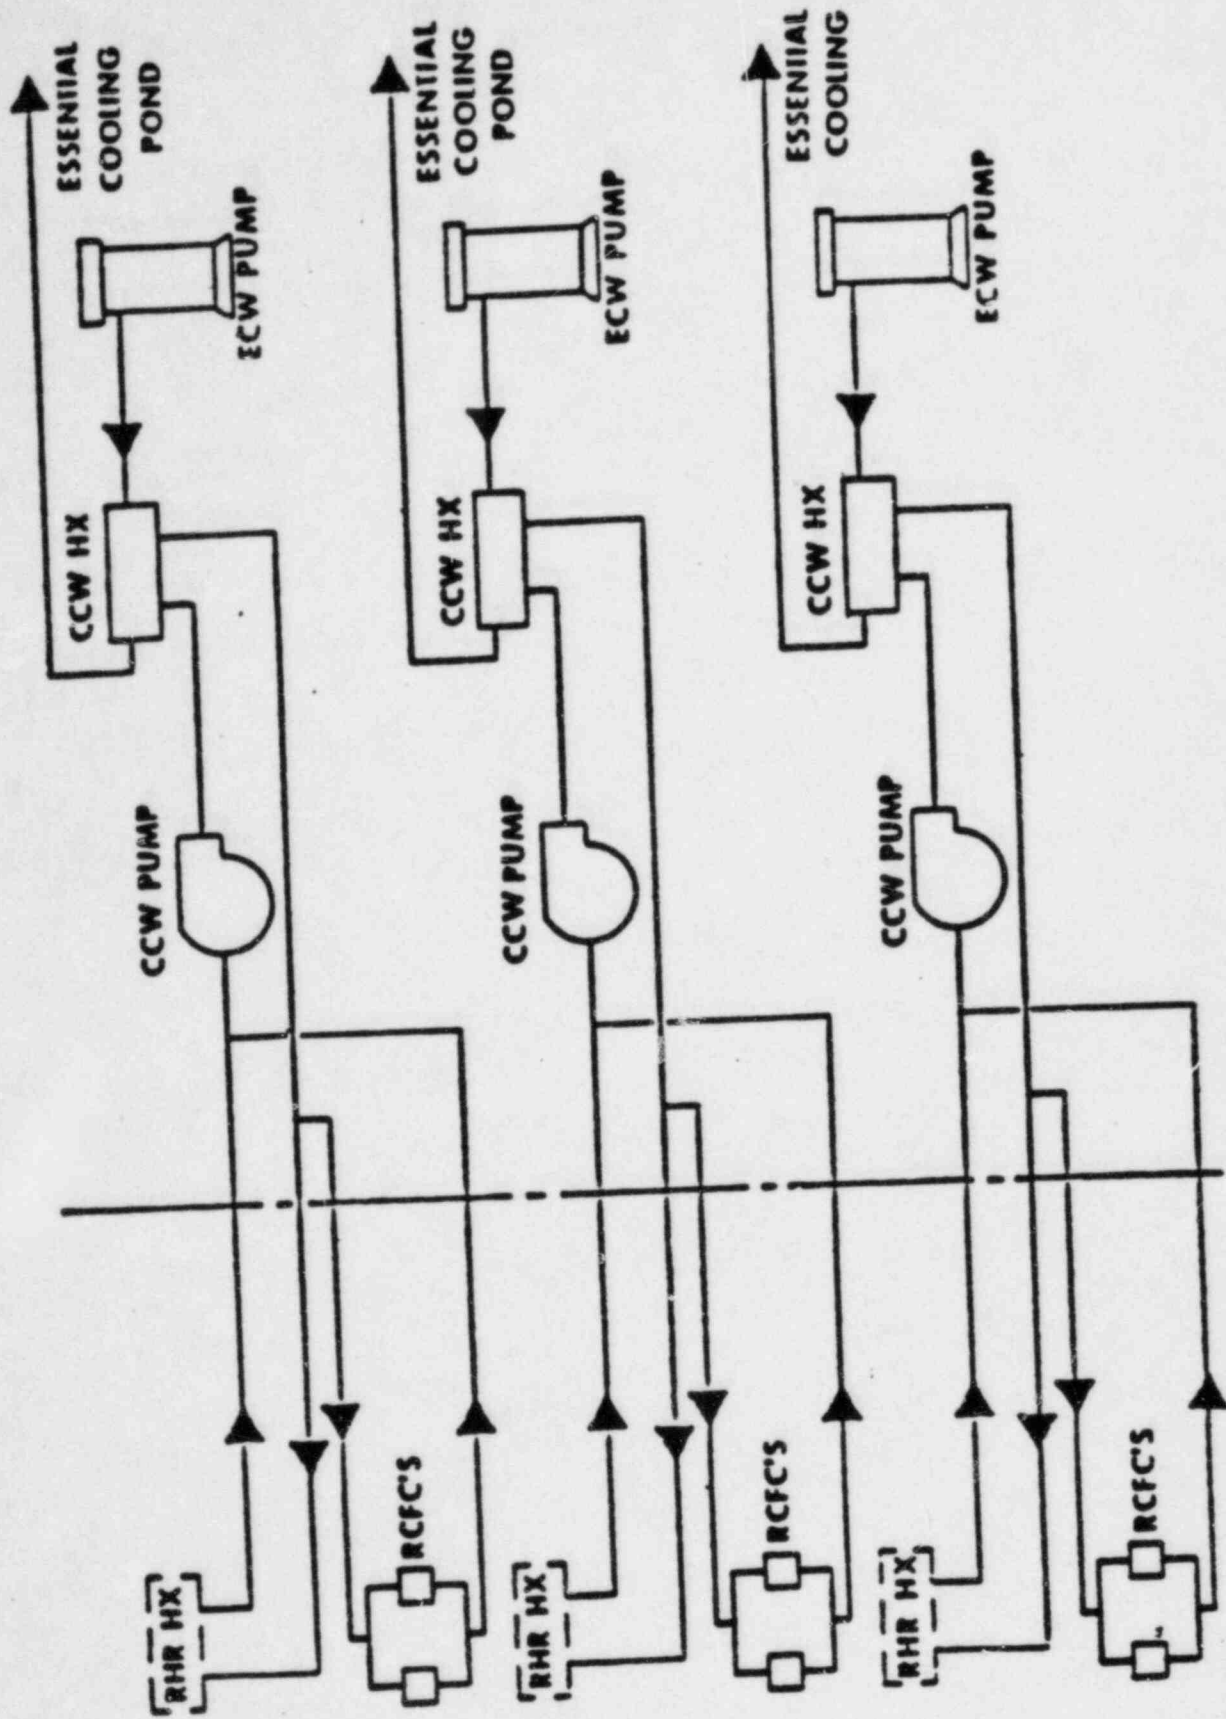 ESSENTIAL
COOLING
POND
CCW HX
CCW PUMP
RHR HX
ECW PUMP
RCFC'S
ESSENTIAL
COOLING
POND
CCW HX
CCW PUMP
RHR HX
ECW PUMP
RCFC'S
ESSENTIAL
COOLING
CCW HX
CCW PUMP
RHR HX
ECW PUMP
RCFC'S